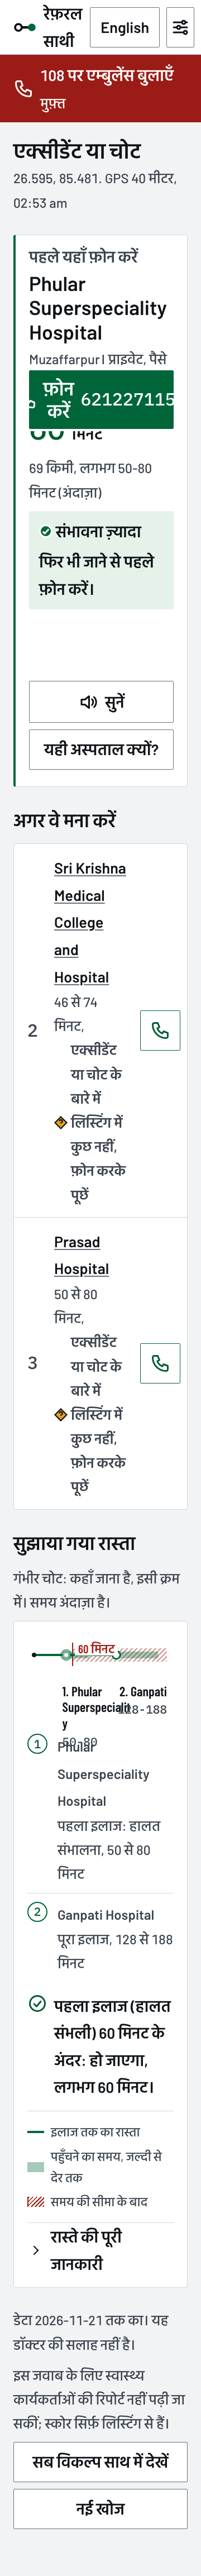 रेफ़रल
साथी
English
108 पर एम्बुलेंस बुलाएँ
मुफ़्त
एक्सीडेंट या चोट
26.595, 85.481. GPS 40 मीटर,
02:53 am
पहले यहाँ फ़ोन करें
Phular
Superspeciality
Hospital
Muzaffarpur। प्राइवेट, पैसे
फ़ोन
करें
621227115
मिनट
69 किमी, लगभग 50-80
मिनट (अंदाज़ा)
संभावना ज़्यादा
फिर भी जाने से पहले
फ़ोन करें।
सुनें
यही अस्पताल क्यों?
अगर वे मना करें
2
Sri Krishna
Medical
College
and
Hospital
46 से 74
मिनट,
एक्सीडेंट
या चोट के
बारे में
लिस्टिंग में
कुछ नहीं,
फ़ोन करके
पूछें
3
Prasad
Hospital
50 से 80
मिनट,
एक्सीडेंट
या चोट के
बारे में
लिस्टिंग में
कुछ नहीं,
फ़ोन करके
पूछें
सुझाया गया रास्ता
गंभीर चोट: कहाँ जाना है, इसी क्रम
में। समय अंदाज़ा है।
60 मिनट
1. Phular
Superspecialit
y
50-80
2. Ganpati
128-188
1
Phular
Superspeciality
Hospital
पहला इलाज: हालत
संभालना, 50 से 80
मिनट
2
Ganpati Hospital
पूरा इलाज, 128 से 188
मिनट
पहला इलाज (हालत
संभली) 60 मिनट के
अंदर: हो जाएगा,
लगभग 60 मिनट।
इलाज तक का रास्ता
पहुँचने का समय, जल्दी से
देर तक
समय की सीमा के बाद
रास्ते की पूरी
जानकारी
डेटा 2026-11-21 तक का। यह
डॉक्टर की सलाह नहीं है।
इस जवाब के लिए स्वास्थ्य
कार्यकर्ताओं की रिपोर्ट नहीं पढ़ी जा
सकीं; स्कोर सिर्फ़ लिस्टिंग से हैं।
सब विकल्प साथ में देखें
नई खोज